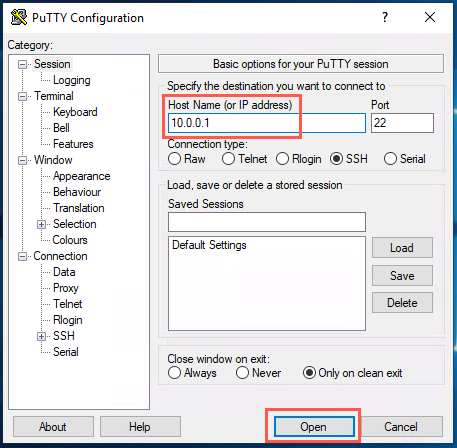 PuTTY Configuration
Category:
Session
Logging
Terminal
Keyboard
Bell
Features
Window
Appearance
Behaviour
Translation
Selection
Colours
Connection
Data
Proxy
Telnet
Rlogin
SSH
Serial
Basic options for your PuTTY session
Specify the destination you want to connect to
Host Name (or IP address) Port
10.0.0.1 22
Connection type:
Raw Telnet Rlogin SSH Serial
Load, save or delete a stored session
Saved Sessions
Default Settings
Load
Save
Delete
Close window on exit:
Always Never Only on clean exit
About Help Open Cancel